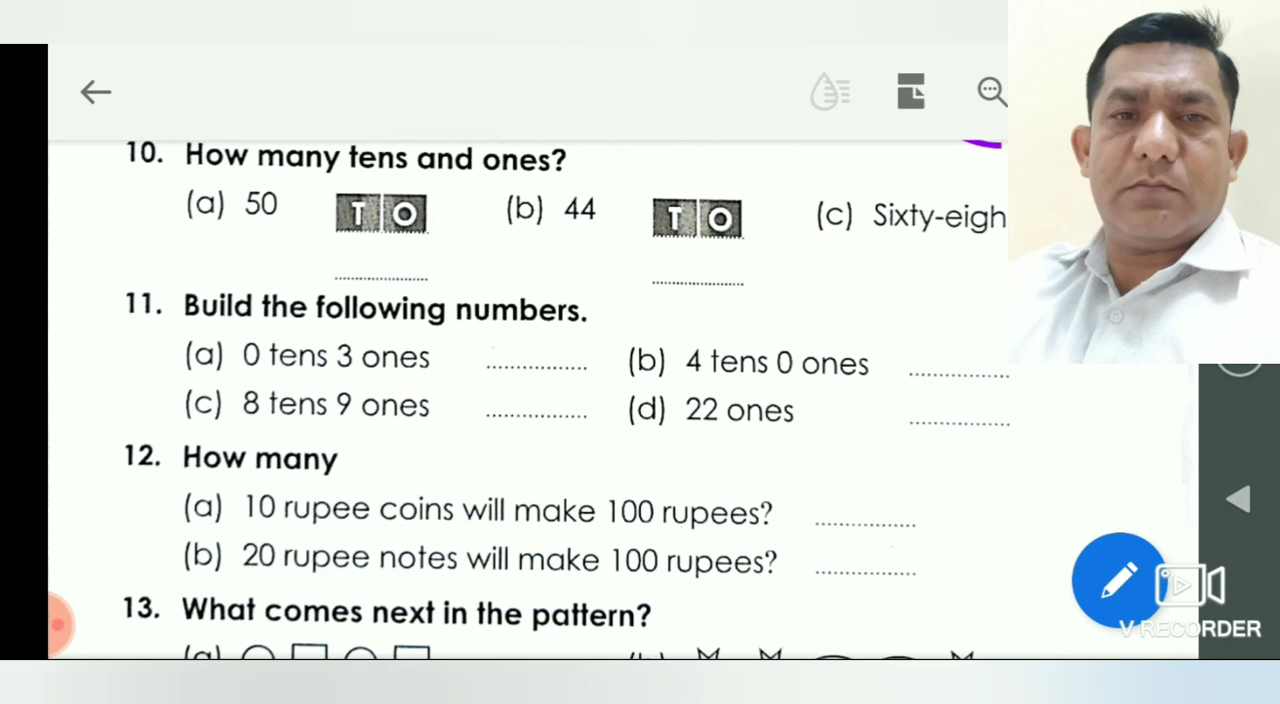 10. How many tens and ones?
(a) 50 T O (b) 44 T O (c) Sixty-eigh
11. Build the following numbers.
(a) 0 tens 3 ones .................. (b) 4 tens 0 ones ..................
(c) 8 tens 9 ones .................. (d) 22 ones ..................
12. How many
(a) 10 rupee coins will make 100 rupees? ..................
(b) 20 rupee notes will make 100 rupees? ..................
13. What comes next in the pattern?
V RECORDER